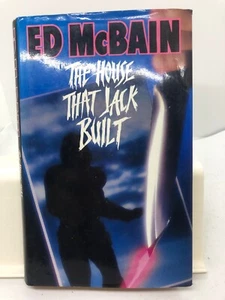 ED McBAIN
THE HOUSE
THAT JACK
BUILT